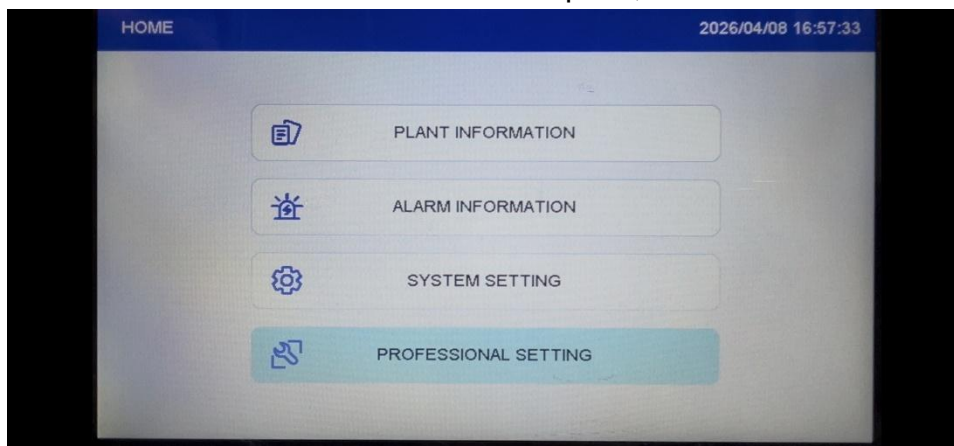 HOME
2026/04/08 16:57:33
PLANT INFORMATION
ALARM INFORMATION
SYSTEM SETTING
PROFESSIONAL SETTING